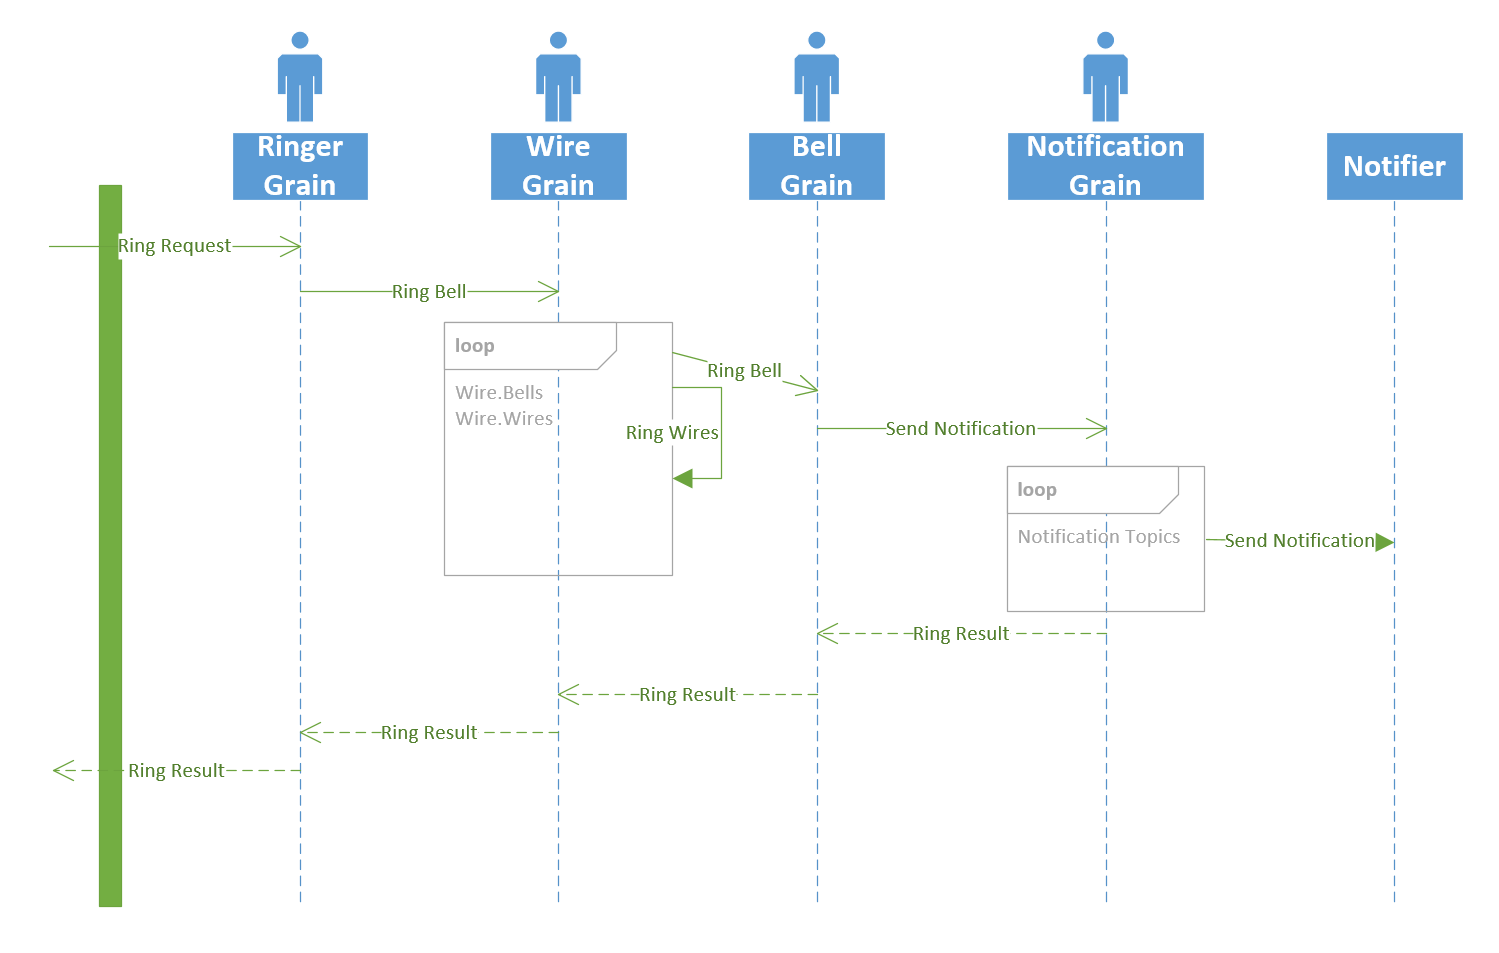 Ringer
Grain
Wire
Grain
Bell
Grain
Notification
Grain
Notifier
Ring Request
Ring Bell
loop
Wire.Bells
Wire.Wires
Ring Bell
Ring Wires
Send Notification
loop
Notification Topics
Send Notification
Ring Result
Ring Result
Ring Result
Ring Result